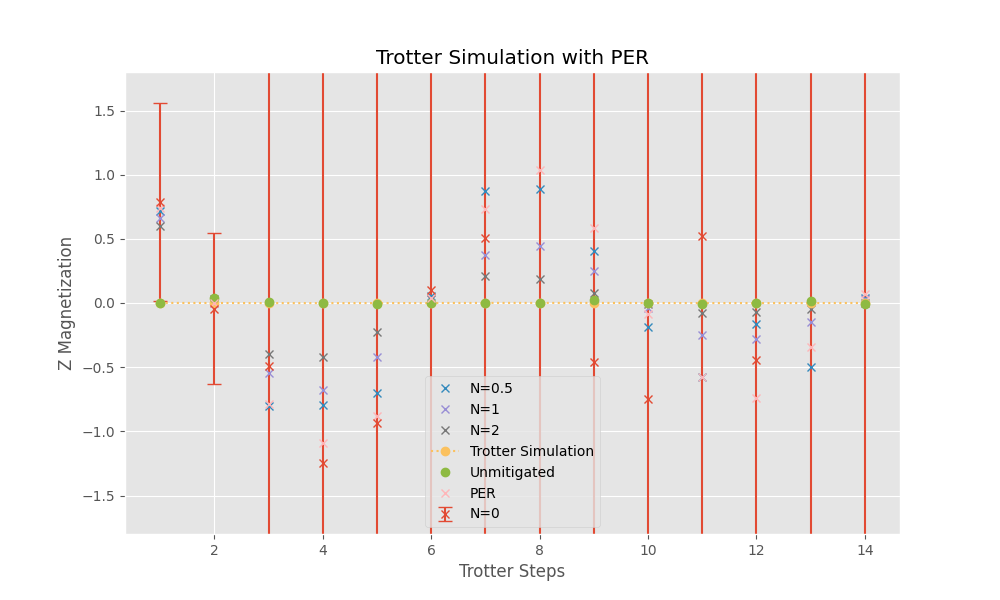 Trotter Simulation with PER
1.5
1.0
0.5
0.0
−0.5
−1.0
−1.5
Z Magnetization
N=0.5
N=1
N=2
Trotter Simulation
Unmitigated
PER
N=0
2
4
6
8
10
12
14
Trotter Steps